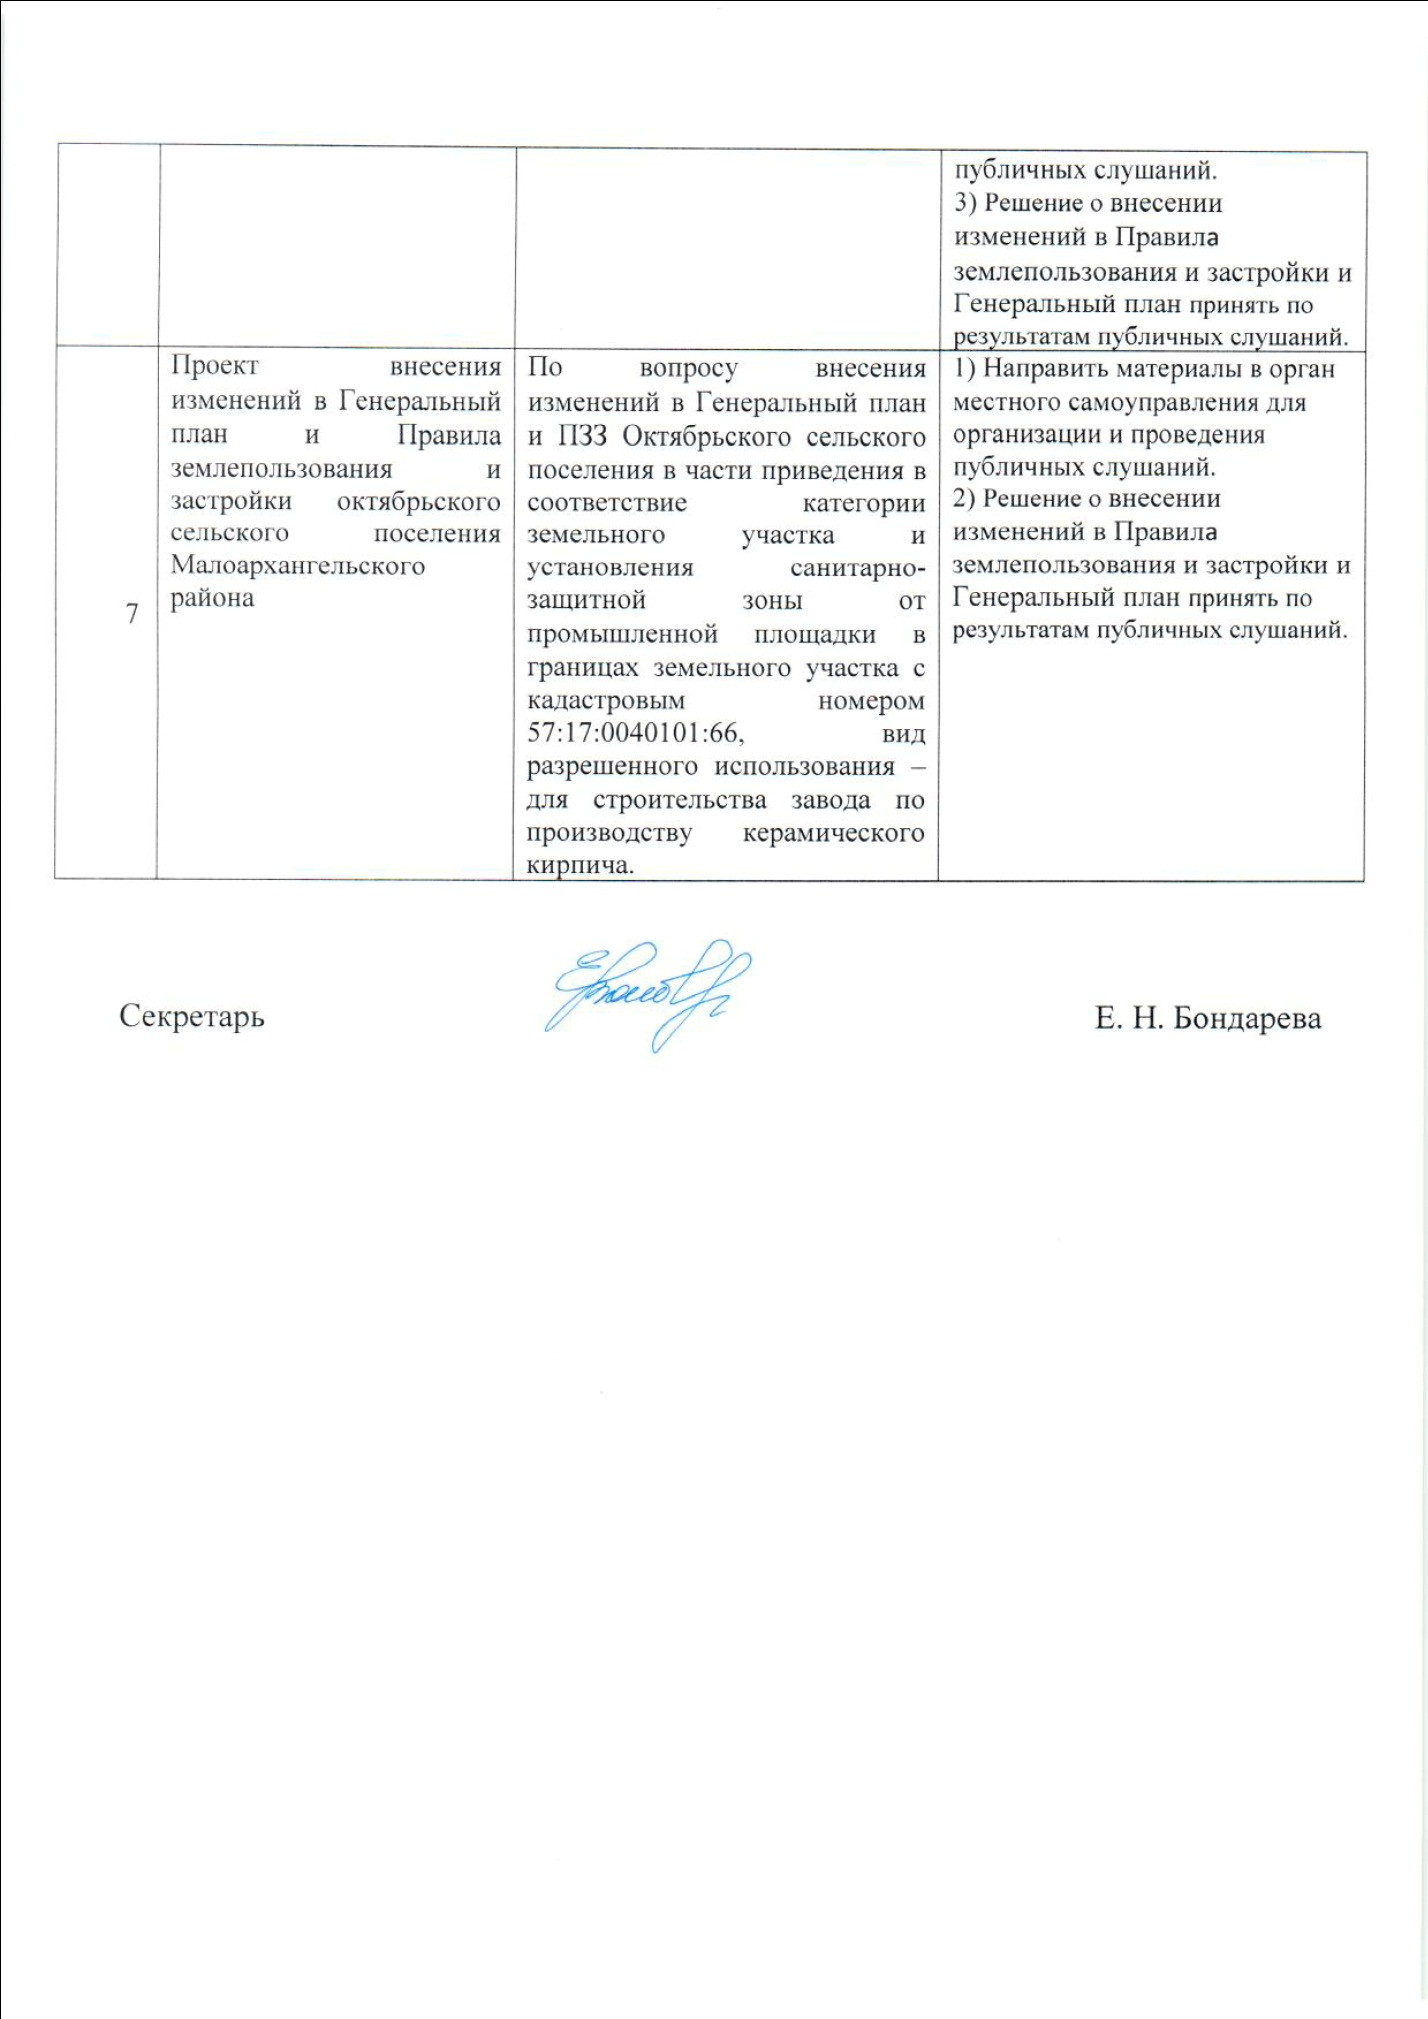 публичных слушаний.
3) Решение о внесении
изменений в Правила
землепользования и застройки и
Генеральный план принять по
результатам публичных слушаний.
7
Проект внесения
изменений в Генеральный
план и Правила
землепользования и
застройки октябрьского
сельского поселения
Малоархангельского
района
По вопросу внесения
изменений в Генеральный план
и ПЗЗ Октябрьского сельского
поселения в части приведения в
соответствие категории
земельного участка и
установления санитарно-
защитной зоны от
промышленной площадки в
границах земельного участка с
кадастровым номером
57:17:0040101:66, вид
разрешенного использования –
для строительства завода по
производству керамического
кирпича.
1) Направить материалы в орган
местного самоуправления для
организации и проведения
публичных слушаний.
2) Решение о внесении
изменений в Правила
землепользования и застройки и
Генеральный план принять по
результатам публичных слушаний.
Секретарь
Е. Н. Бондарева